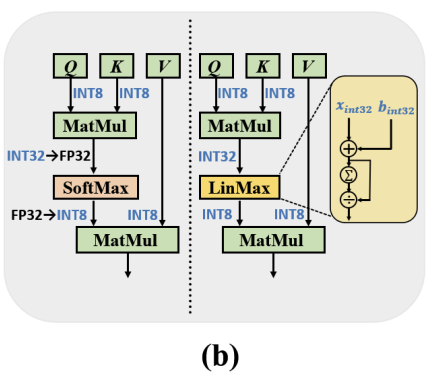 Q K V
INT8 INT8
MatMul
INT32→FP32
SoftMax
FP32→INT8 INT8
MatMul
Q K V
INT8 INT8
MatMul
INT32
LinMax
INT8 INT8
MatMul
x_int32 b_int32
+
Σ
÷
(b)